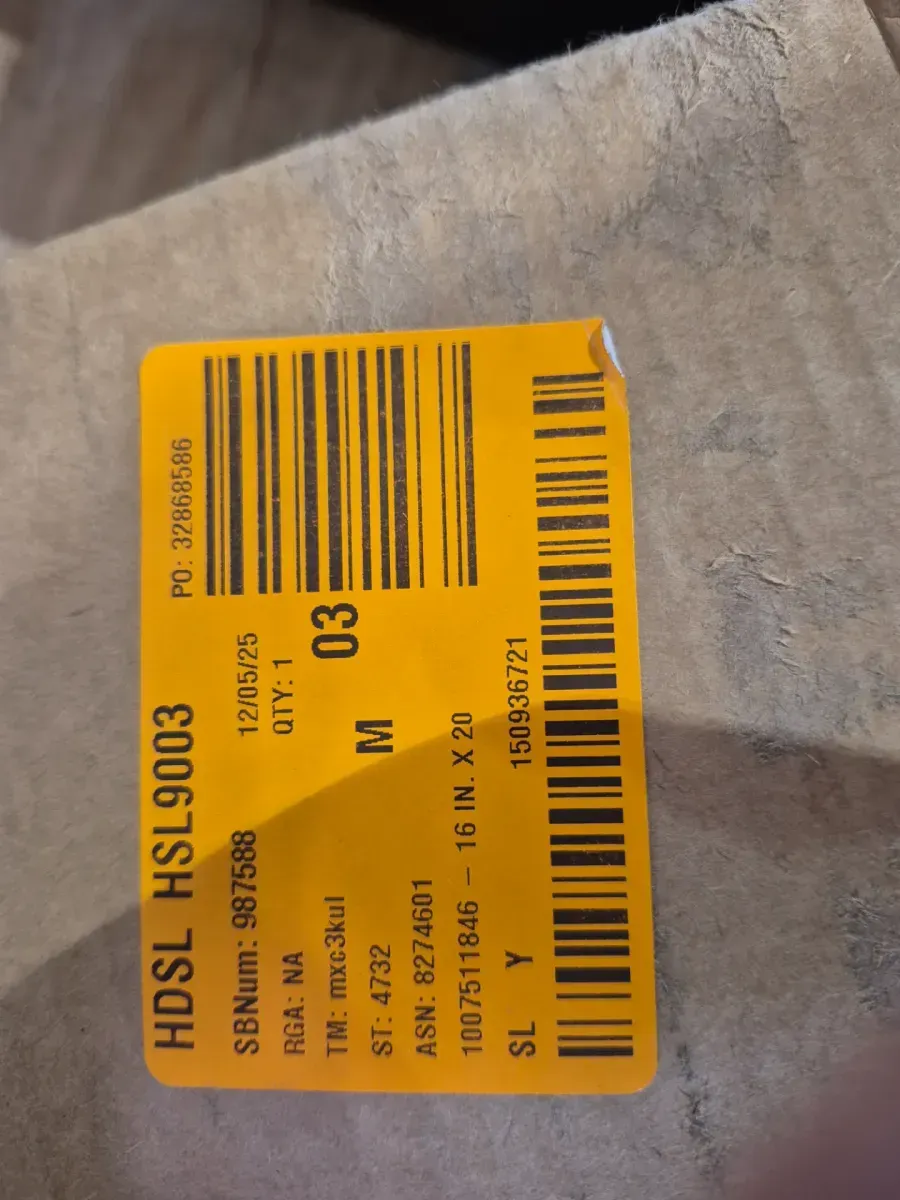 HDSL HSL9003
PO: 32868586
SBNum: 987588
12/05/25
RGA: NA
QTY: 1
TM: mxc3kul
03
ST: 4732
M
ASN: 8274601
1007511846 – 16 IN. X 20
SL Y
150936721